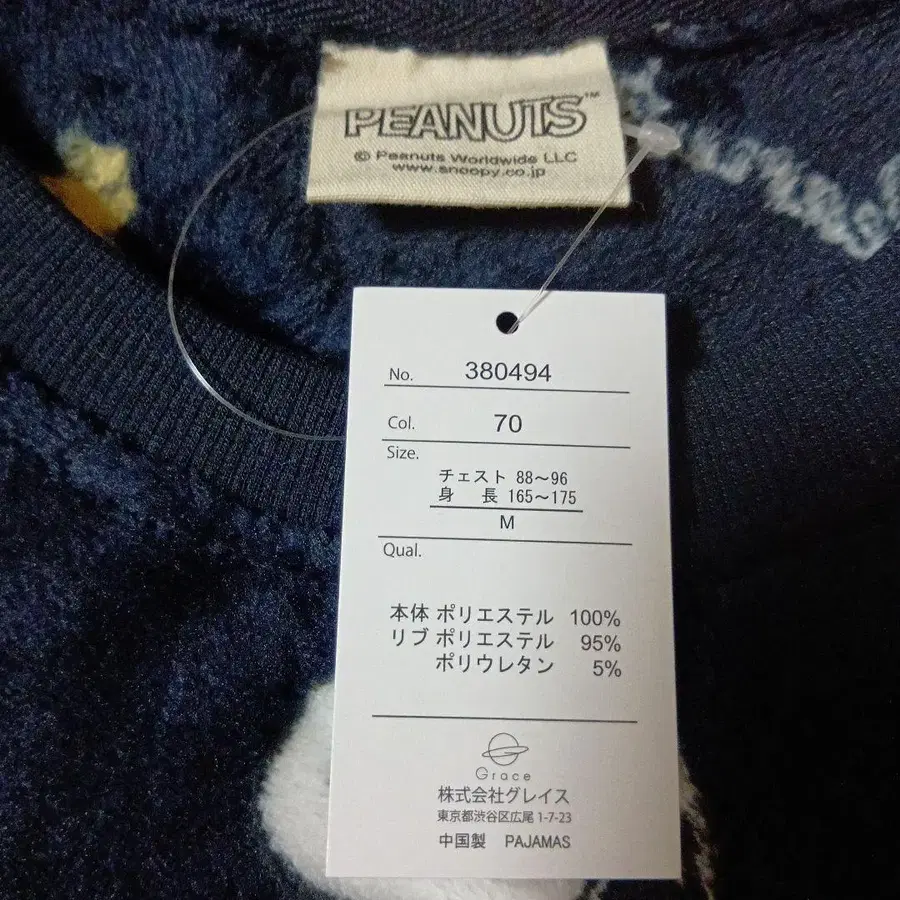 PEANUTS™
© Peanuts Worldwide LLC
www.snoopy.co.jp
No. 380494
Col. 70
Size.
チェスト 88〜96
身 長 165〜175
M
Qual.
本体 ポリエステル 100%
リブ ポリエステル 95%
ポリウレタン 5%
Grace
株式会社グレイス
東京都渋谷区広尾 1-7-23
中国製 PAJAMAS